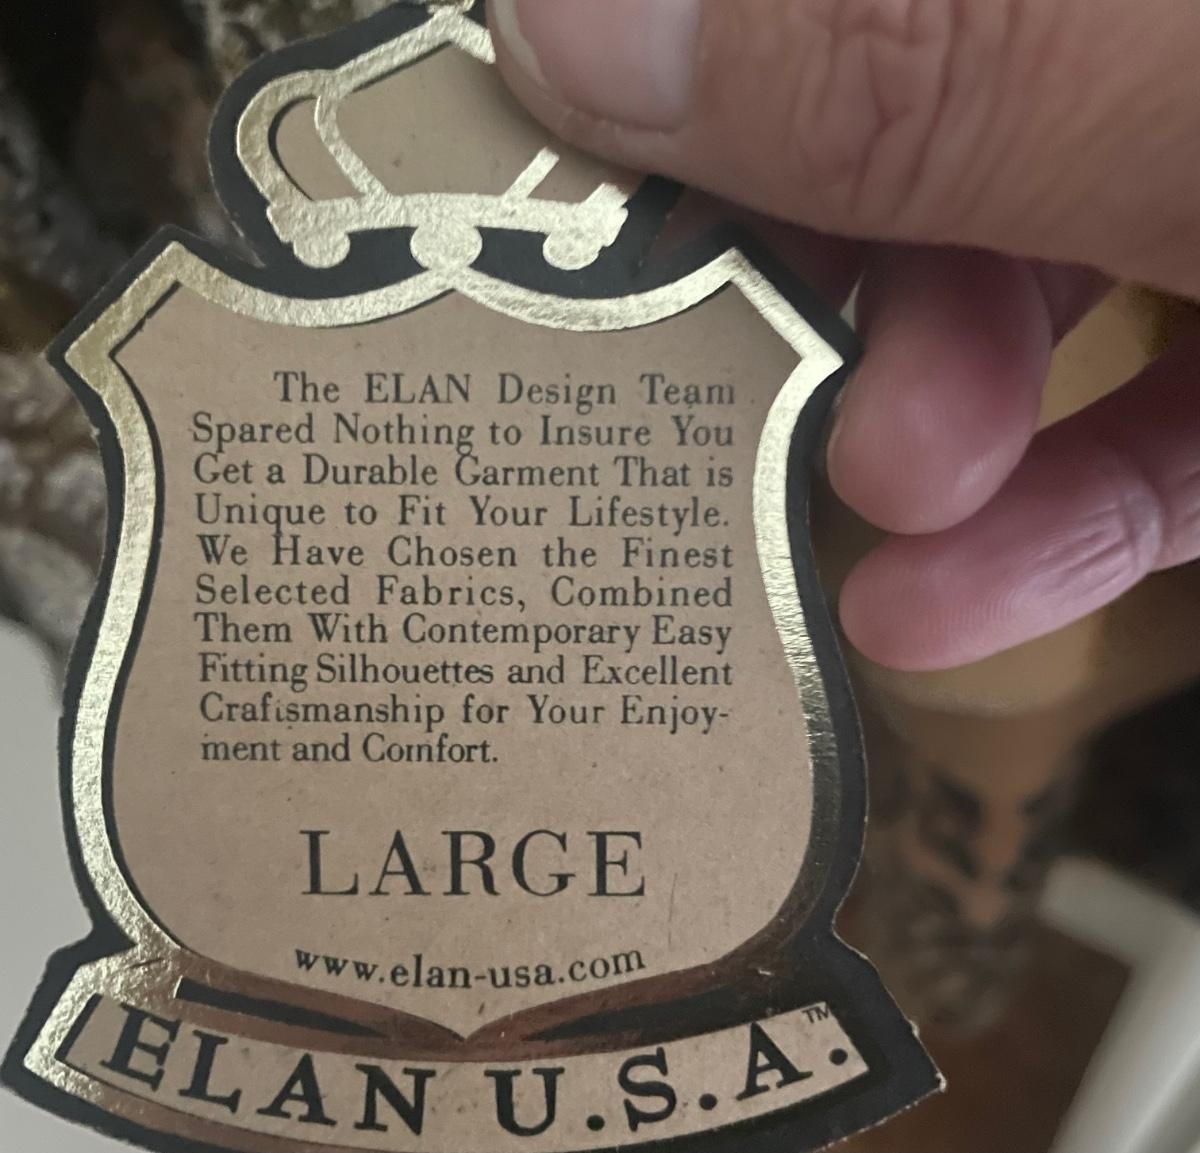 The ELAN Design Team
Spared Nothing to Insure You
Get a Durable Garment That is
Unique to Fit Your Lifestyle.
We Have Chosen the Finest
Selected Fabrics, Combined
Them With Contemporary Easy
Fitting Silhouettes and Excellent
Craftsmanship for Your Enjoy-
ment and Comfort.
LARGE
www.elan-usa.com
ELAN U.S.A.™